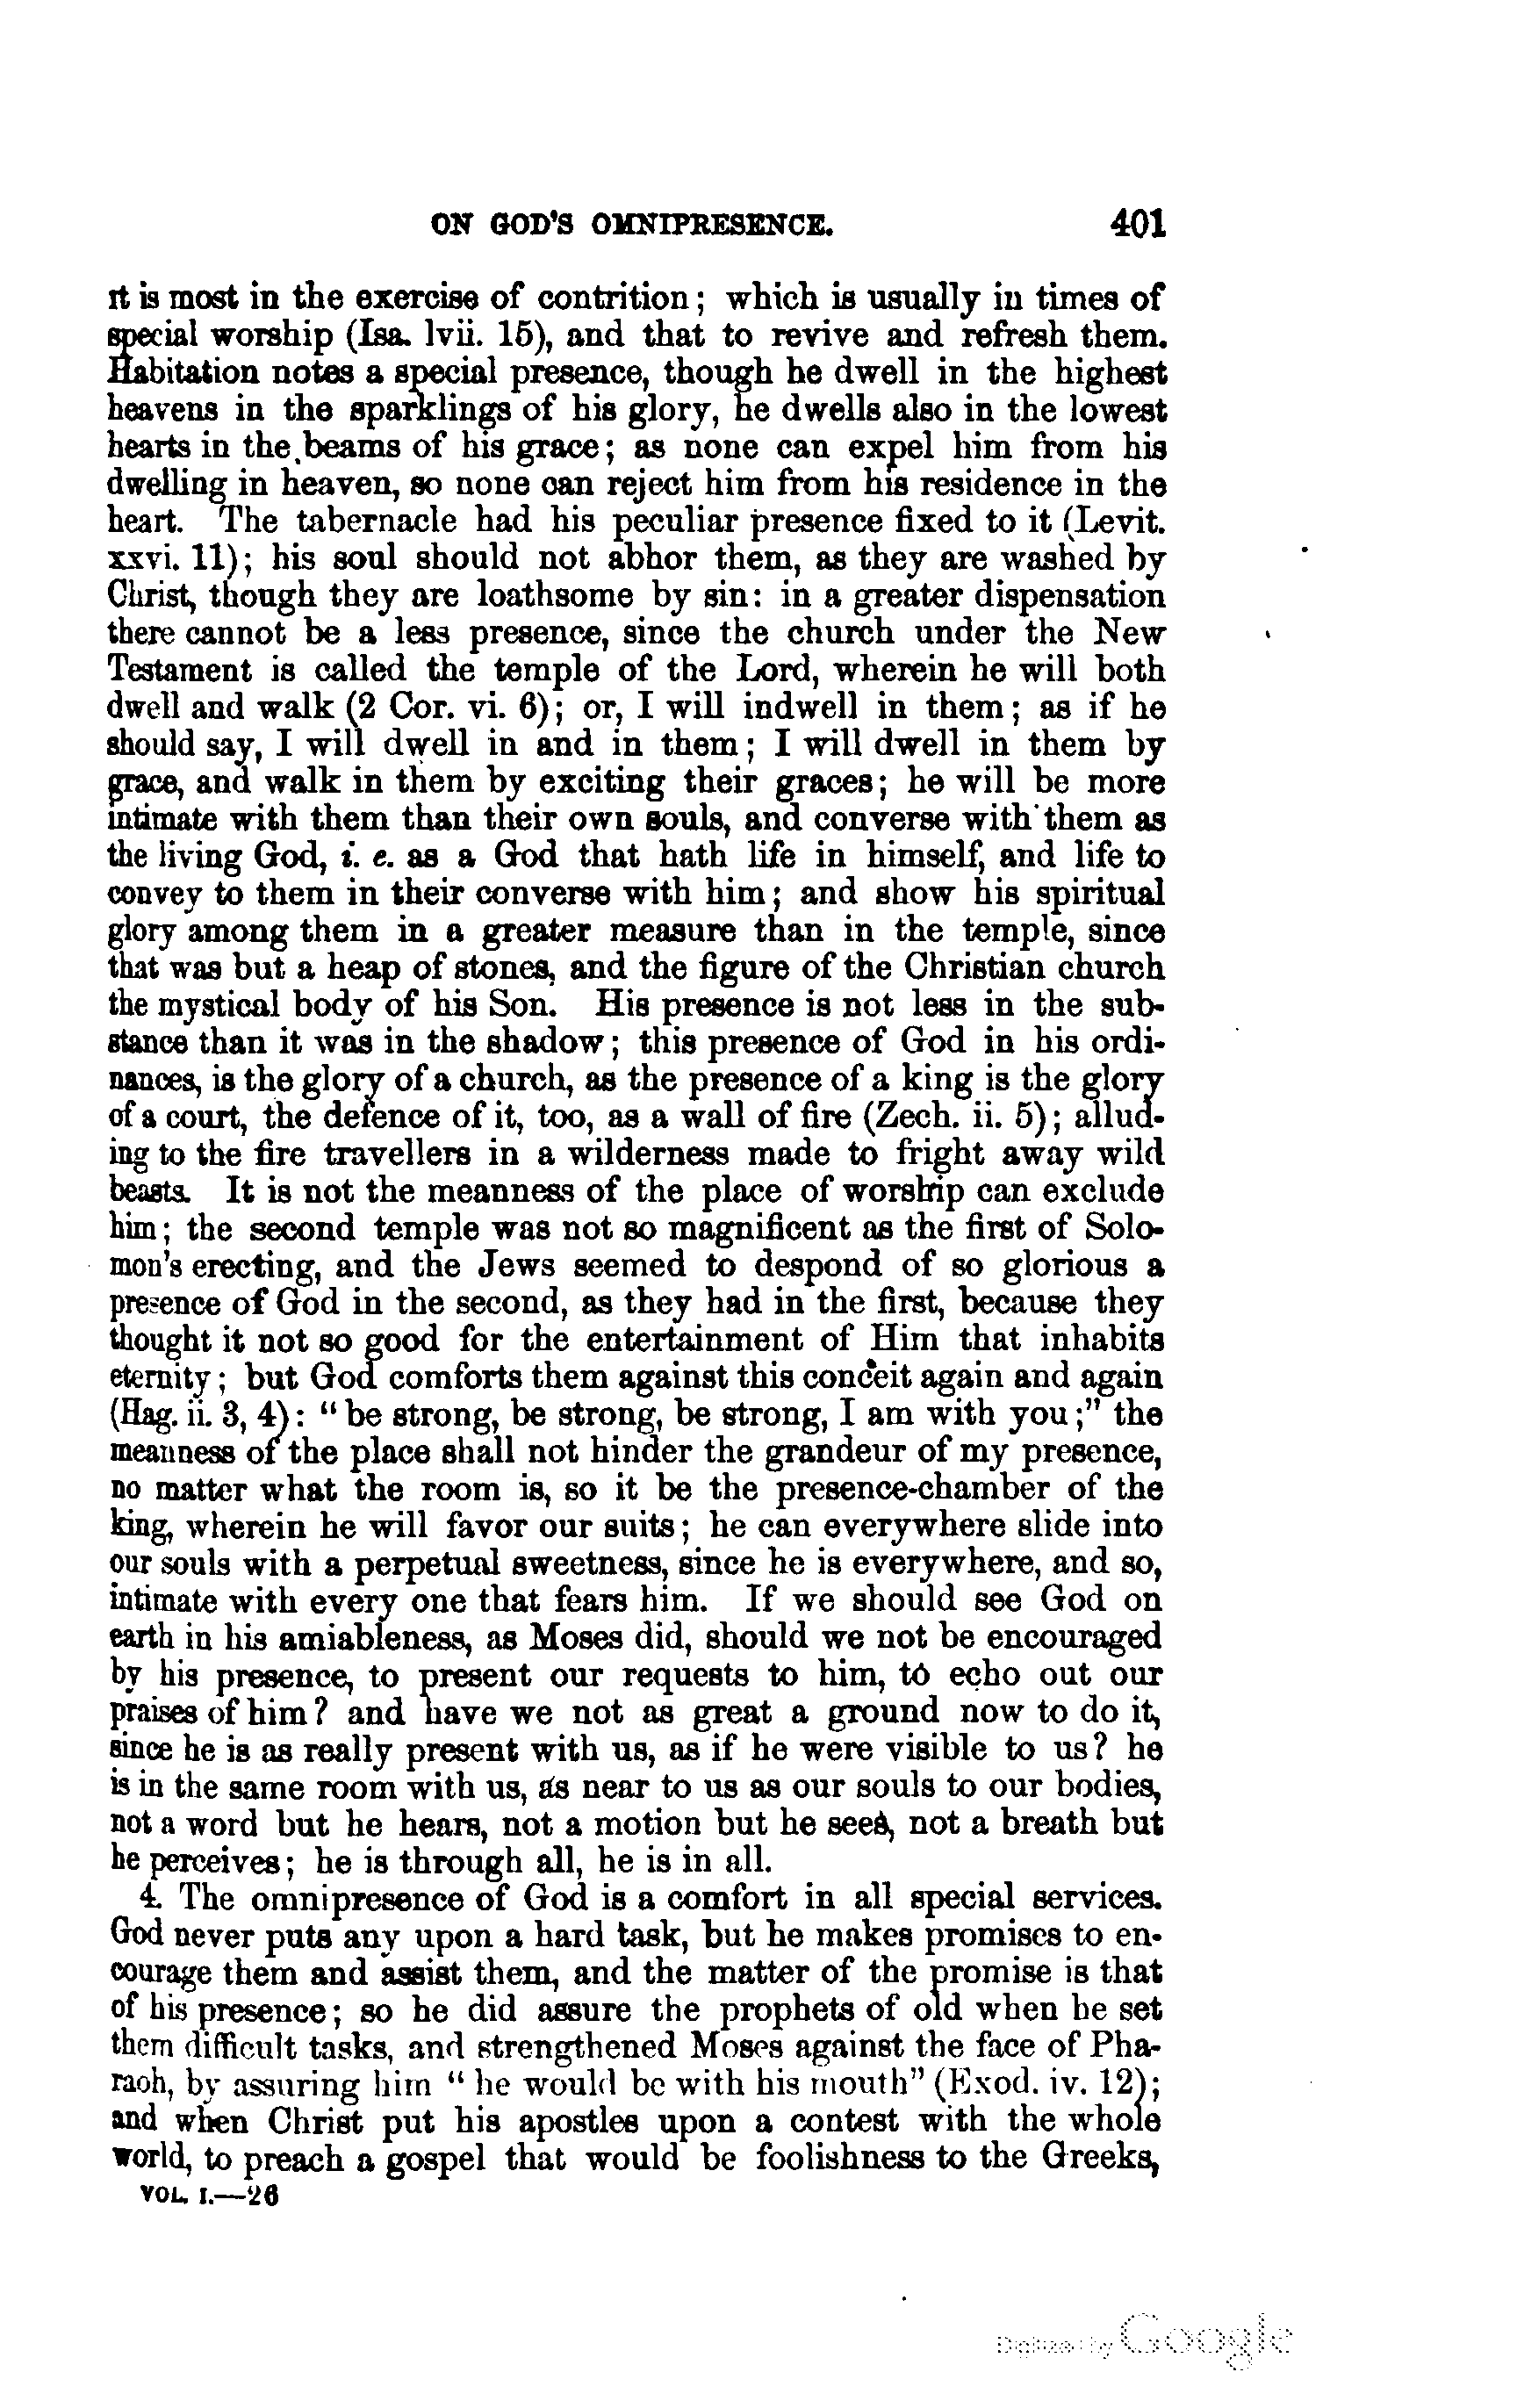 ON GOD'S OMNIPRESENCE. 401
it is most in the exercise of contrition; which is usually in times of
special worship (Isa. lvii. 15), and that to revive and refresh them.
Habitation notes a special presence, though he dwell in the highest
heavens in the sparklings of his glory, he dwells also in the lowest
hearts in the beams of his grace; as none can expel him from his
dwelling in heaven, so none can reject him from his residence in the
heart. The tabernacle had his peculiar presence fixed to it (Levit.
xxvi. 11); his soul should not abhor them, as they are washed by
Christ, though they are loathsome by sin: in a greater dispensation
there cannot be a less presence, since the church under the New
Testament is called the temple of the Lord, wherein he will both
dwell and walk (2 Cor. vi. 6); or, I will indwell in them; as if he
should say, I will dwell in and in them; I will dwell in them by
grace, and walk in them by exciting their graces; he will be more
intimate with them than their own souls, and converse with them as
the living God, i. e. as a God that hath life in himself, and life to
convey to them in their converse with him; and show his spiritual
glory among them in a greater measure than in the temple, since
that was but a heap of stones, and the figure of the Christian church
the mystical body of his Son. His presence is not less in the sub-
stance than it was in the shadow; this presence of God in his ordi-
nances, is the glory of a church, as the presence of a king is the glory
of a court, the defence of it, too, as a wall of fire (Zech. ii. 5); allud-
ing to the fire travellers in a wilderness made to fright away wild
beasts. It is not the meanness of the place of worship can exclude
him; the second temple was not so magnificent as the first of Solo-
mon's erecting, and the Jews seemed to despond of so glorious a
presence of God in the second, as they had in the first, because they
thought it not so good for the entertainment of Him that inhabits
eternity; but God comforts them against this conceit again and again
(Hag. ii. 3, 4): "be strong, be strong, be strong, I am with you;" the
meanness of the place shall not hinder the grandeur of my presence,
no matter what the room is, so it be the presence-chamber of the
king, wherein he will favor our suits; he can everywhere slide into
our souls with a perpetual sweetness, since he is everywhere, and so,
intimate with every one that fears him. If we should see God on
earth in his amiableness, as Moses did, should we not be encouraged
by his presence, to present our requests to him, to echo out our
praises of him? and have we not as great a ground now to do it,
since he is as really present with us, as if he were visible to us? he
is in the same room with us, as near to us as our souls to our bodies,
not a word but he hears, not a motion but he sees, not a breath but
he perceives; he is through all, he is in all.
4. The omnipresence of God is a comfort in all special services.
God never puts any upon a hard task, but he makes promises to en-
courage them and assist them, and the matter of the promise is that
of his presence; so he did assure the prophets of old when he set
them difficult tasks, and strengthened Moses against the face of Pha-
raoh, by assuring him "he would be with his mouth" (Exod. iv. 12);
and when Christ put his apostles upon a contest with the whole
world, to preach a gospel that would be foolishness to the Greeks,
VOL. I.—26
Digitized by Google